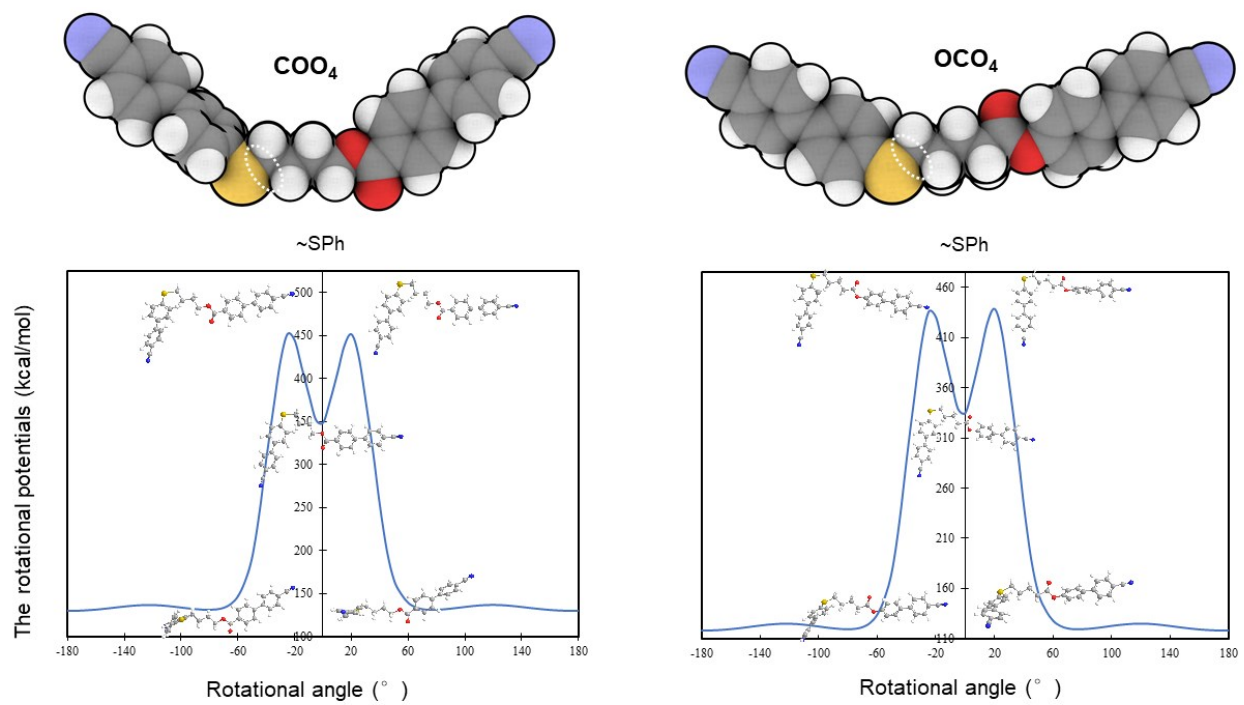 COO₄
OCO₄
~SPh
~SPh
The rotational potentials (kcal/mol)
500
450
400
350
300
250
200
150
100
-180 -140 -100 -60 -20 20 60 100 140 180
Rotational angle (°)
460
410
360
310
260
210
160
110
-180 -140 -100 -60 -20 20 60 100 140 180
Rotational angle (°)